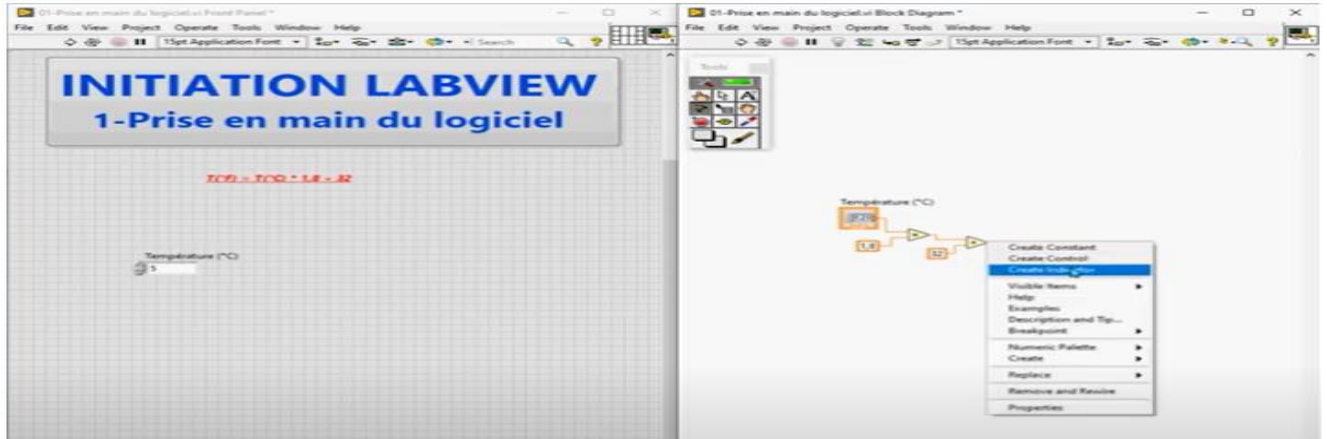 01-Prise en main du logiciel.vi Front Panel *
File Edit View Project Operate Tools Window Help
15pt Application Font
Search
INITIATION LABVIEW
1-Prise en main du logiciel
T(°F) = T(°C) * 1,8 + 32
Température (°C)
5
01-Prise en main du logiciel.vi Block Diagram *
File Edit View Project Operate Tools Window Help
15pt Application Font
Tools
Température (°C)
1,8
32
Create Constant
Create Control
Create Indicator
Visible Items
Help
Examples
Description and Tip...
Breakpoint
Numeric Palette
Create
Replace
Remove and Rewire
Properties